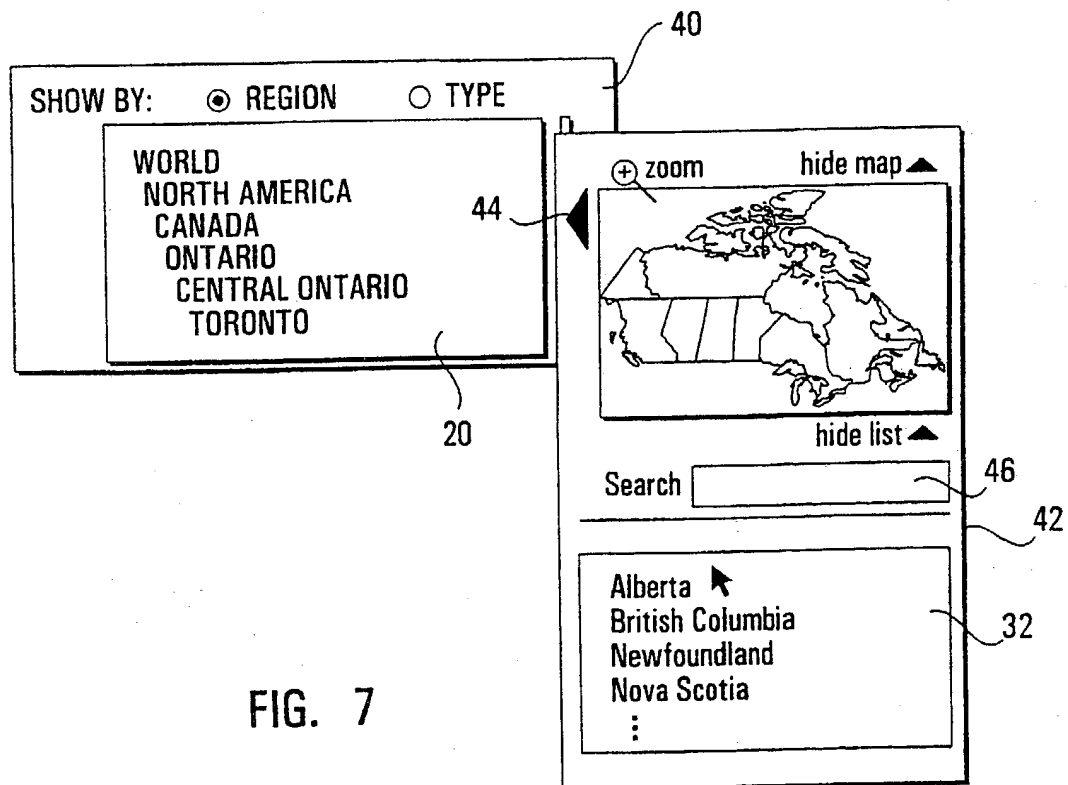 40
SHOW BY: REGION TYPE
WORLD
NORTH AMERICA
CANADA
ONTARIO
CENTRAL ONTARIO
TORONTO
20
44
zoom hide map
hide list
Search
46
42
Alberta
British Columbia
Newfoundland
Nova Scotia
⋮
32
FIG. 7